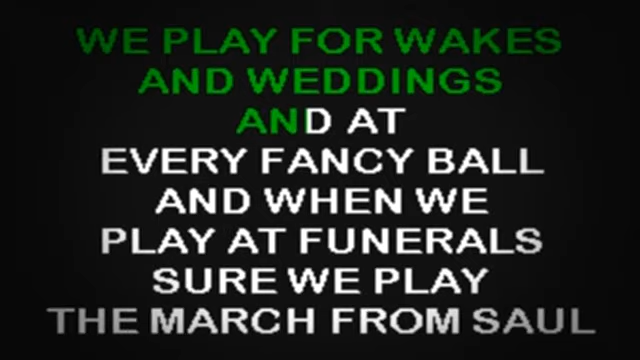 WE PLAY FOR WAKES
AND WEDDINGS
AND AT
EVERY FANCY BALL
AND WHEN WE
PLAY AT FUNERALS
SURE WE PLAY
THE MARCH FROM SAUL